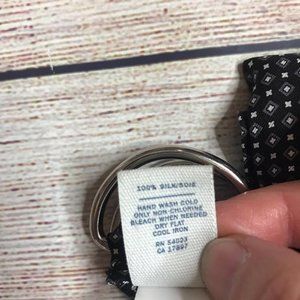 100% SILK/SOIE
HAND WASH COLD
ONLY NON-CHLORINE
BLEACH WHEN NEEDED
DRY FLAT
COOL IRON
RN 54023
CA 17897